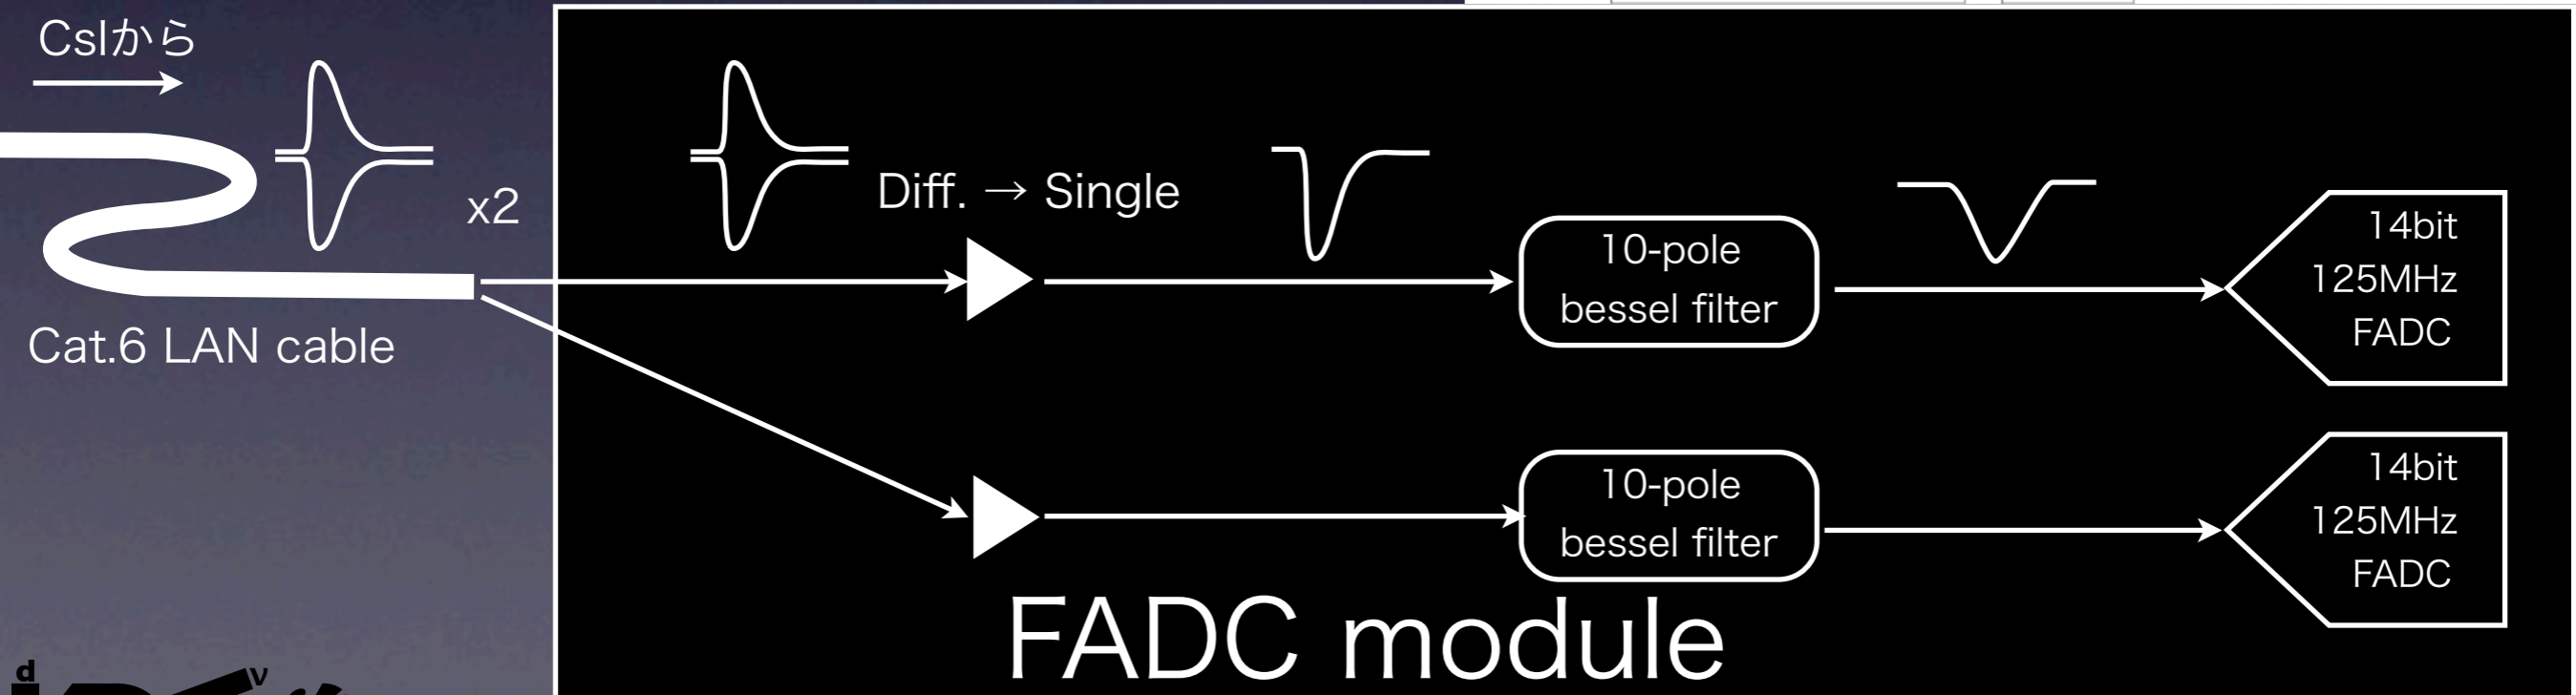 CsIから
x2
Cat.6 LAN cable
Diff. → Single
10-pole
bessel filter
14bit
125MHz
FADC
10-pole
bessel filter
14bit
125MHz
FADC
FADC module
d
ν